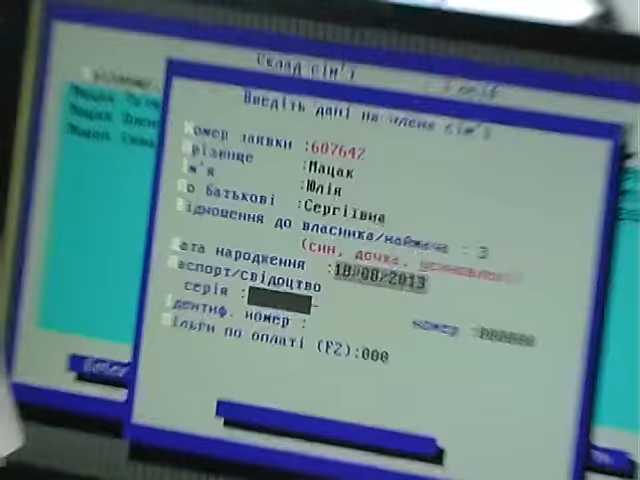 Склад сім'ї
Введіть дані на члена сім'ї
Номер заявки :607642
Прізвище :Мацак
Ім'я :Юлія
По батькові :Сергіївна
Відношення до власника/наймача : 3
(син, дочка,
Дата народження :10/08/2013
Паспорт/свідоцтво
серія : номер :000000
Ідентиф. номер :
Пільги по оплаті (F2):000
Enter